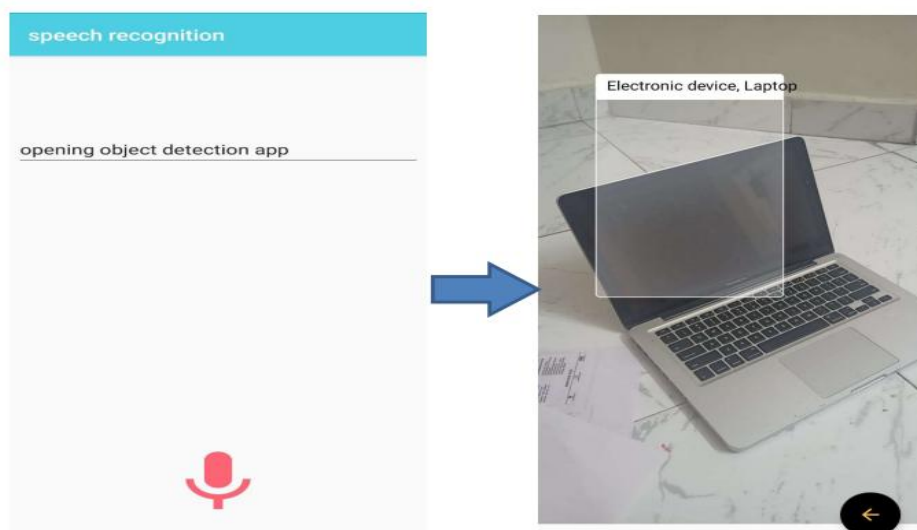 speech recognition
opening object detection app
Electronic device, Laptop